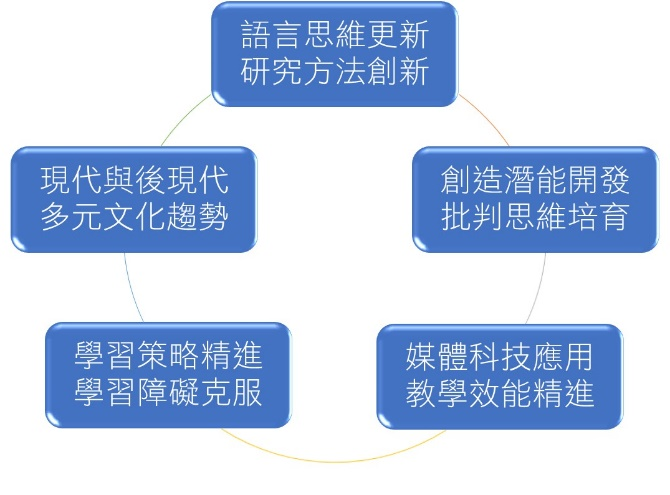 語言思維更新
研究方法創新
現代與後現代
多元文化趨勢
創造潛能開發
批判思維培育
學習策略精進
學習障礙克服
媒體科技應用
教學效能精進